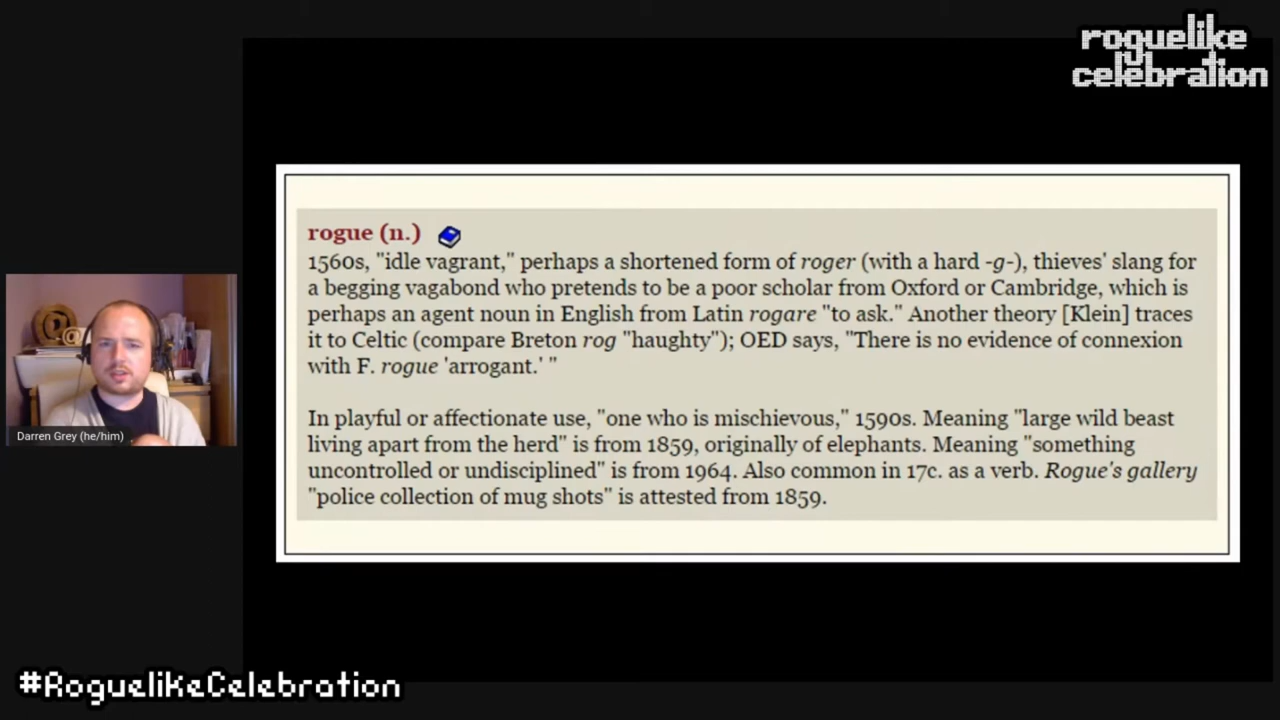 roguelike
celebration
rogue (n.)
1560s, "idle vagrant," perhaps a shortened form of roger (with a hard -g-), thieves' slang for
a begging vagabond who pretends to be a poor scholar from Oxford or Cambridge, which is
perhaps an agent noun in English from Latin rogare "to ask." Another theory [Klein] traces
it to Celtic (compare Breton rog "haughty"); OED says, "There is no evidence of connexion
with F. rogue 'arrogant.' "
In playful or affectionate use, "one who is mischievous," 1590s. Meaning "large wild beast
living apart from the herd" is from 1859, originally of elephants. Meaning "something
uncontrolled or undisciplined" is from 1964. Also common in 17c. as a verb. Rogue's gallery
"police collection of mug shots" is attested from 1859.
Darren Grey (he/him)
#RoguelikeCelebration